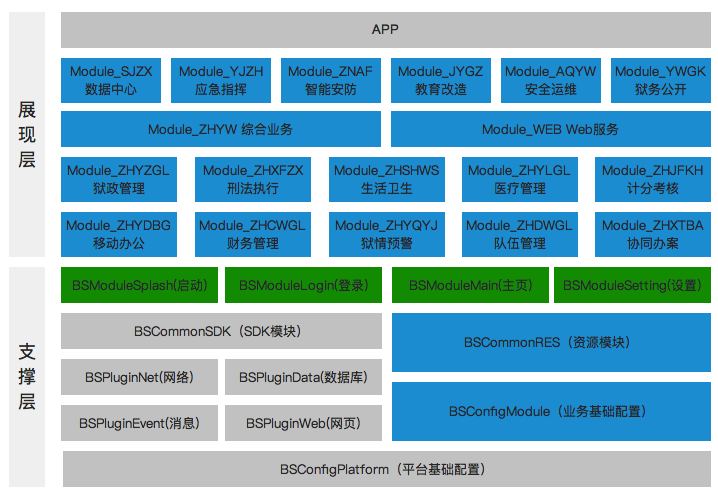 展现层
APP
Module_SJZX
数据中心
Module_YJZH
应急指挥
Module_ZNAF
智能安防
Module_JYGZ
教育改造
Module_AQYW
安全运维
Module_YWGK
狱务公开
Module_ZHYW 综合业务
Module_WEB Web服务
Module_ZHYZGL
狱政管理
Module_ZHXFZX
刑法执行
Module_ZHSHWS
生活卫生
Module_ZHYLGL
医疗管理
Module_ZHJFKH
计分考核
Module_ZHYDBG
移动办公
Module_ZHCWGL
财务管理
Module_ZHYQYJ
狱情预警
Module_ZHDWGL
队伍管理
Module_ZHXTBA
协同办案
支撑层
BSModuleSplash(启动)
BSModuleLogin(登录)
BSModuleMain(主页)
BSModuleSetting(设置)
BSCommonSDK（SDK模块）
BSCommonRES（资源模块）
BSPluginNet(网络)
BSPluginData(数据库)
BSPluginEvent(消息)
BSPluginWeb(网页)
BSConfigModule（业务基础配置）
BSConfigPlatform（平台基础配置）